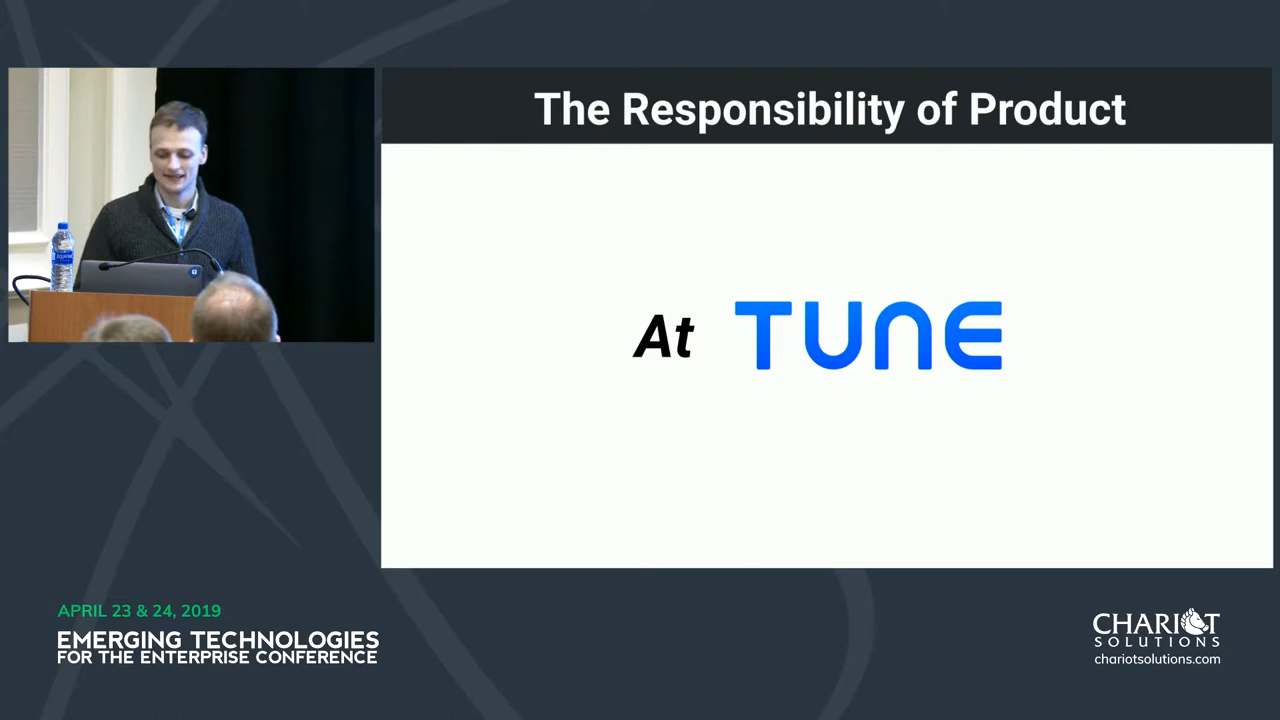 The Responsibility of Product
At TUNE
APRIL 23 & 24, 2019
EMERGING TECHNOLOGIES
FOR THE ENTERPRISE CONFERENCE
CHARIOT
SOLUTIONS
chariotsolutions.com